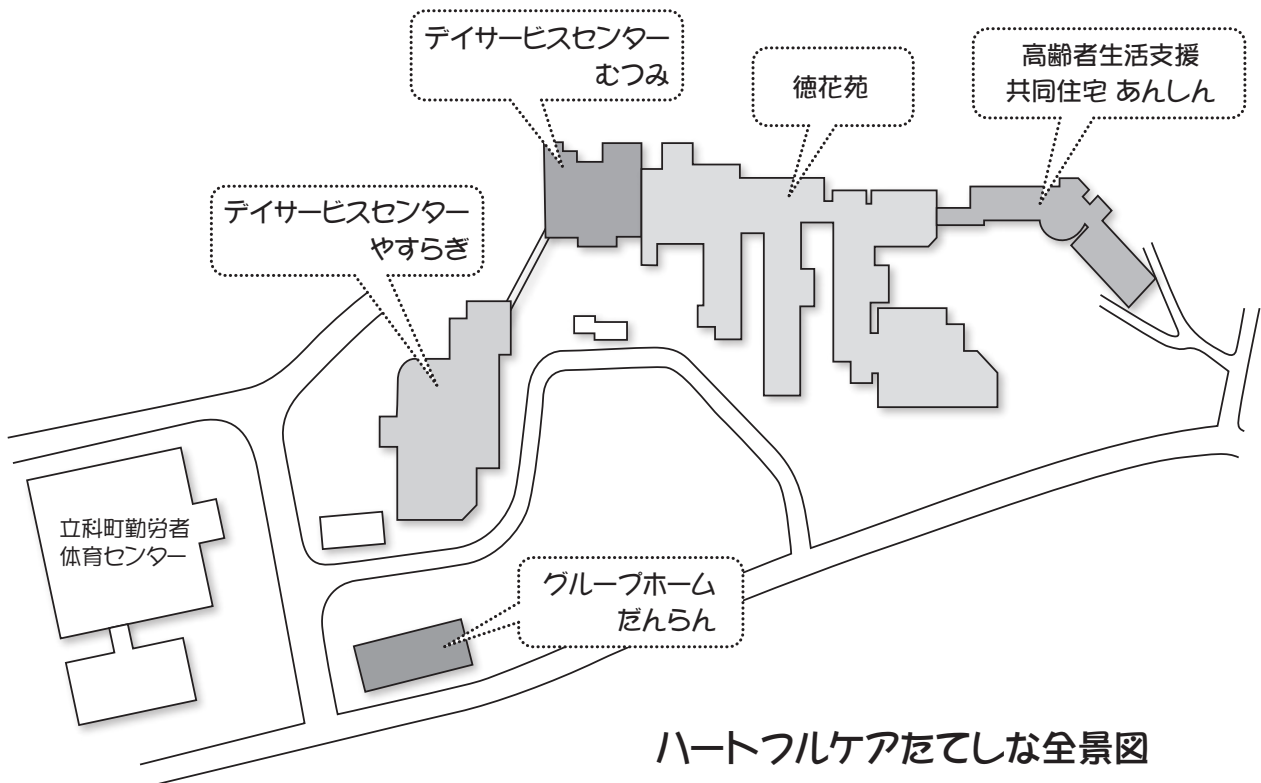 デイサービスセンター
むつみ
徳花苑
高齢者生活支援
共同住宅 あんしん
デイサービスセンター
やすらぎ
立科町勤労者
体育センター
グループホーム
だんらん
ハートフルケアたてしな全景図